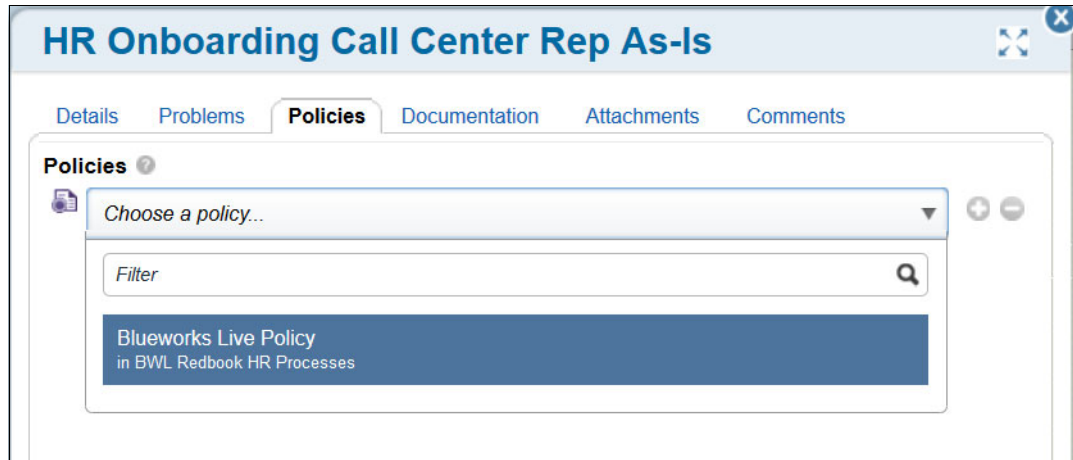 HR Onboarding Call Center Rep As-Is
Details Problems Policies Documentation Attachments Comments
Policies
Choose a policy...
Filter
Blueworks Live Policy
in BWL Redbook HR Processes